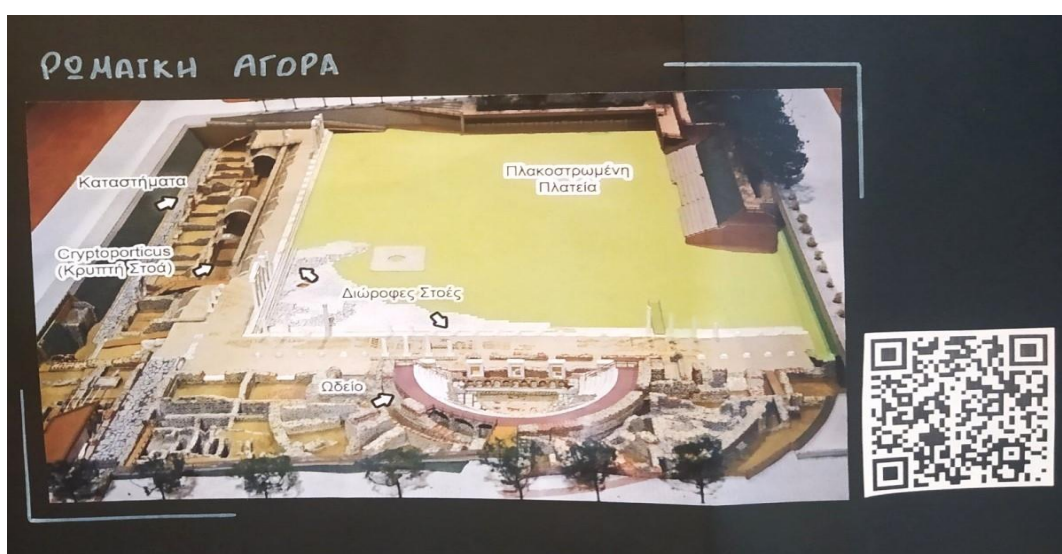 ΡΩΜΑΙΚΗ ΑΓΟΡΑ
Πλακοστρωμένη
Πλατεία
Καταστήματα
Cryptoporticus
(Κρυπτή Στοά)
Διώροφες Στοές
Ωδείο